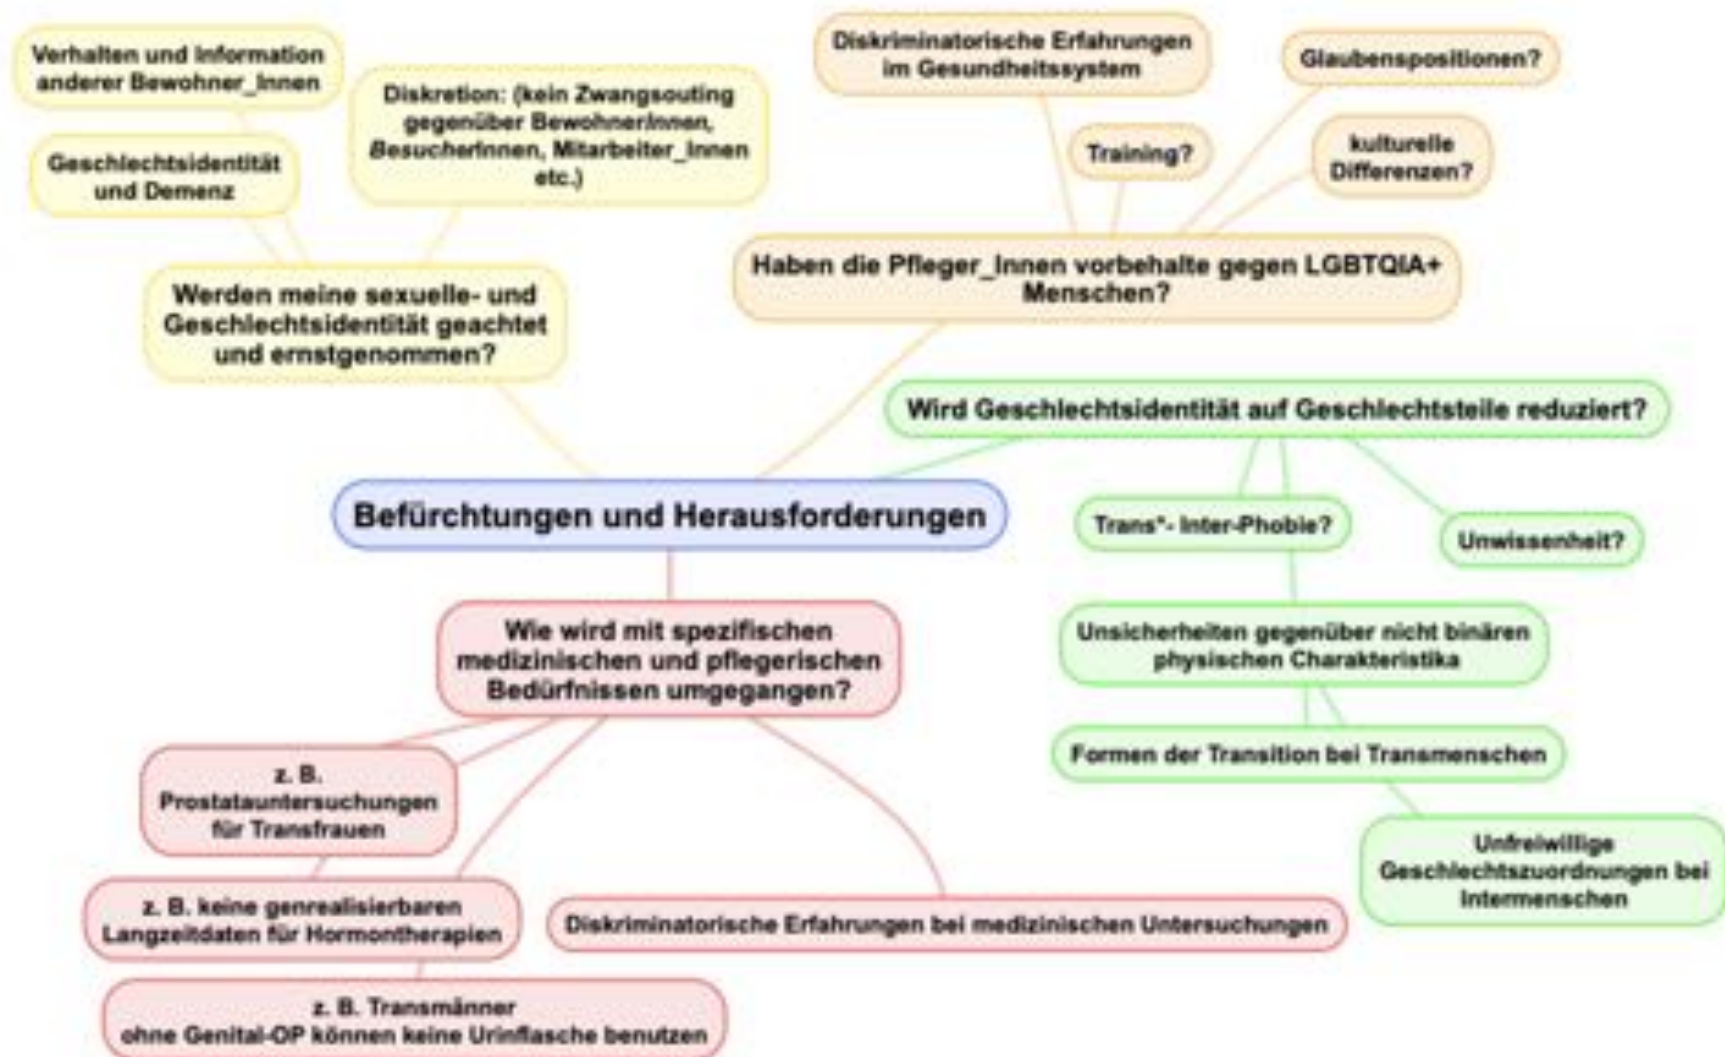 Verhalten und Information
anderer Bewohner_Innen
Diskretion: (kein Zwangsouting
gegenüber BewohnerInnen,
BesucherInnen, Mitarbeiter_Innen
etc.)
Geschlechtsidentität
und Demenz
Werden meine sexuelle- und
Geschlechtsidentität geachtet
und ernstgenommen?
Diskriminatorische Erfahrungen
im Gesundheitssystem
Glaubenspositionen?
Training?
kulturelle
Differenzen?
Haben die Pfleger_Innen vorbehalte gegen LGBTQIA+
Menschen?
Wird Geschlechtsidentität auf Geschlechtsteile reduziert?
Befürchtungen und Herausforderungen
Trans*- Inter-Phobie?
Unwissenheit?
Unsicherheiten gegenüber nicht binären
physischen Charakteristika
Formen der Transition bei Transmenschen
Unfreiwillige
Geschlechtszuordnungen bei
Intermenschen
Wie wird mit spezifischen
medizinischen und pflegerischen
Bedürfnissen umgegangen?
z. B.
Prostatauntersuchungen
für Transfrauen
z. B. keine genrealisierbaren
Langzeitdaten für Hormontherapien
Diskriminatorische Erfahrungen bei medizinischen Untersuchungen
z. B. Transmänner
ohne Genital-OP können keine Urinflasche benutzen